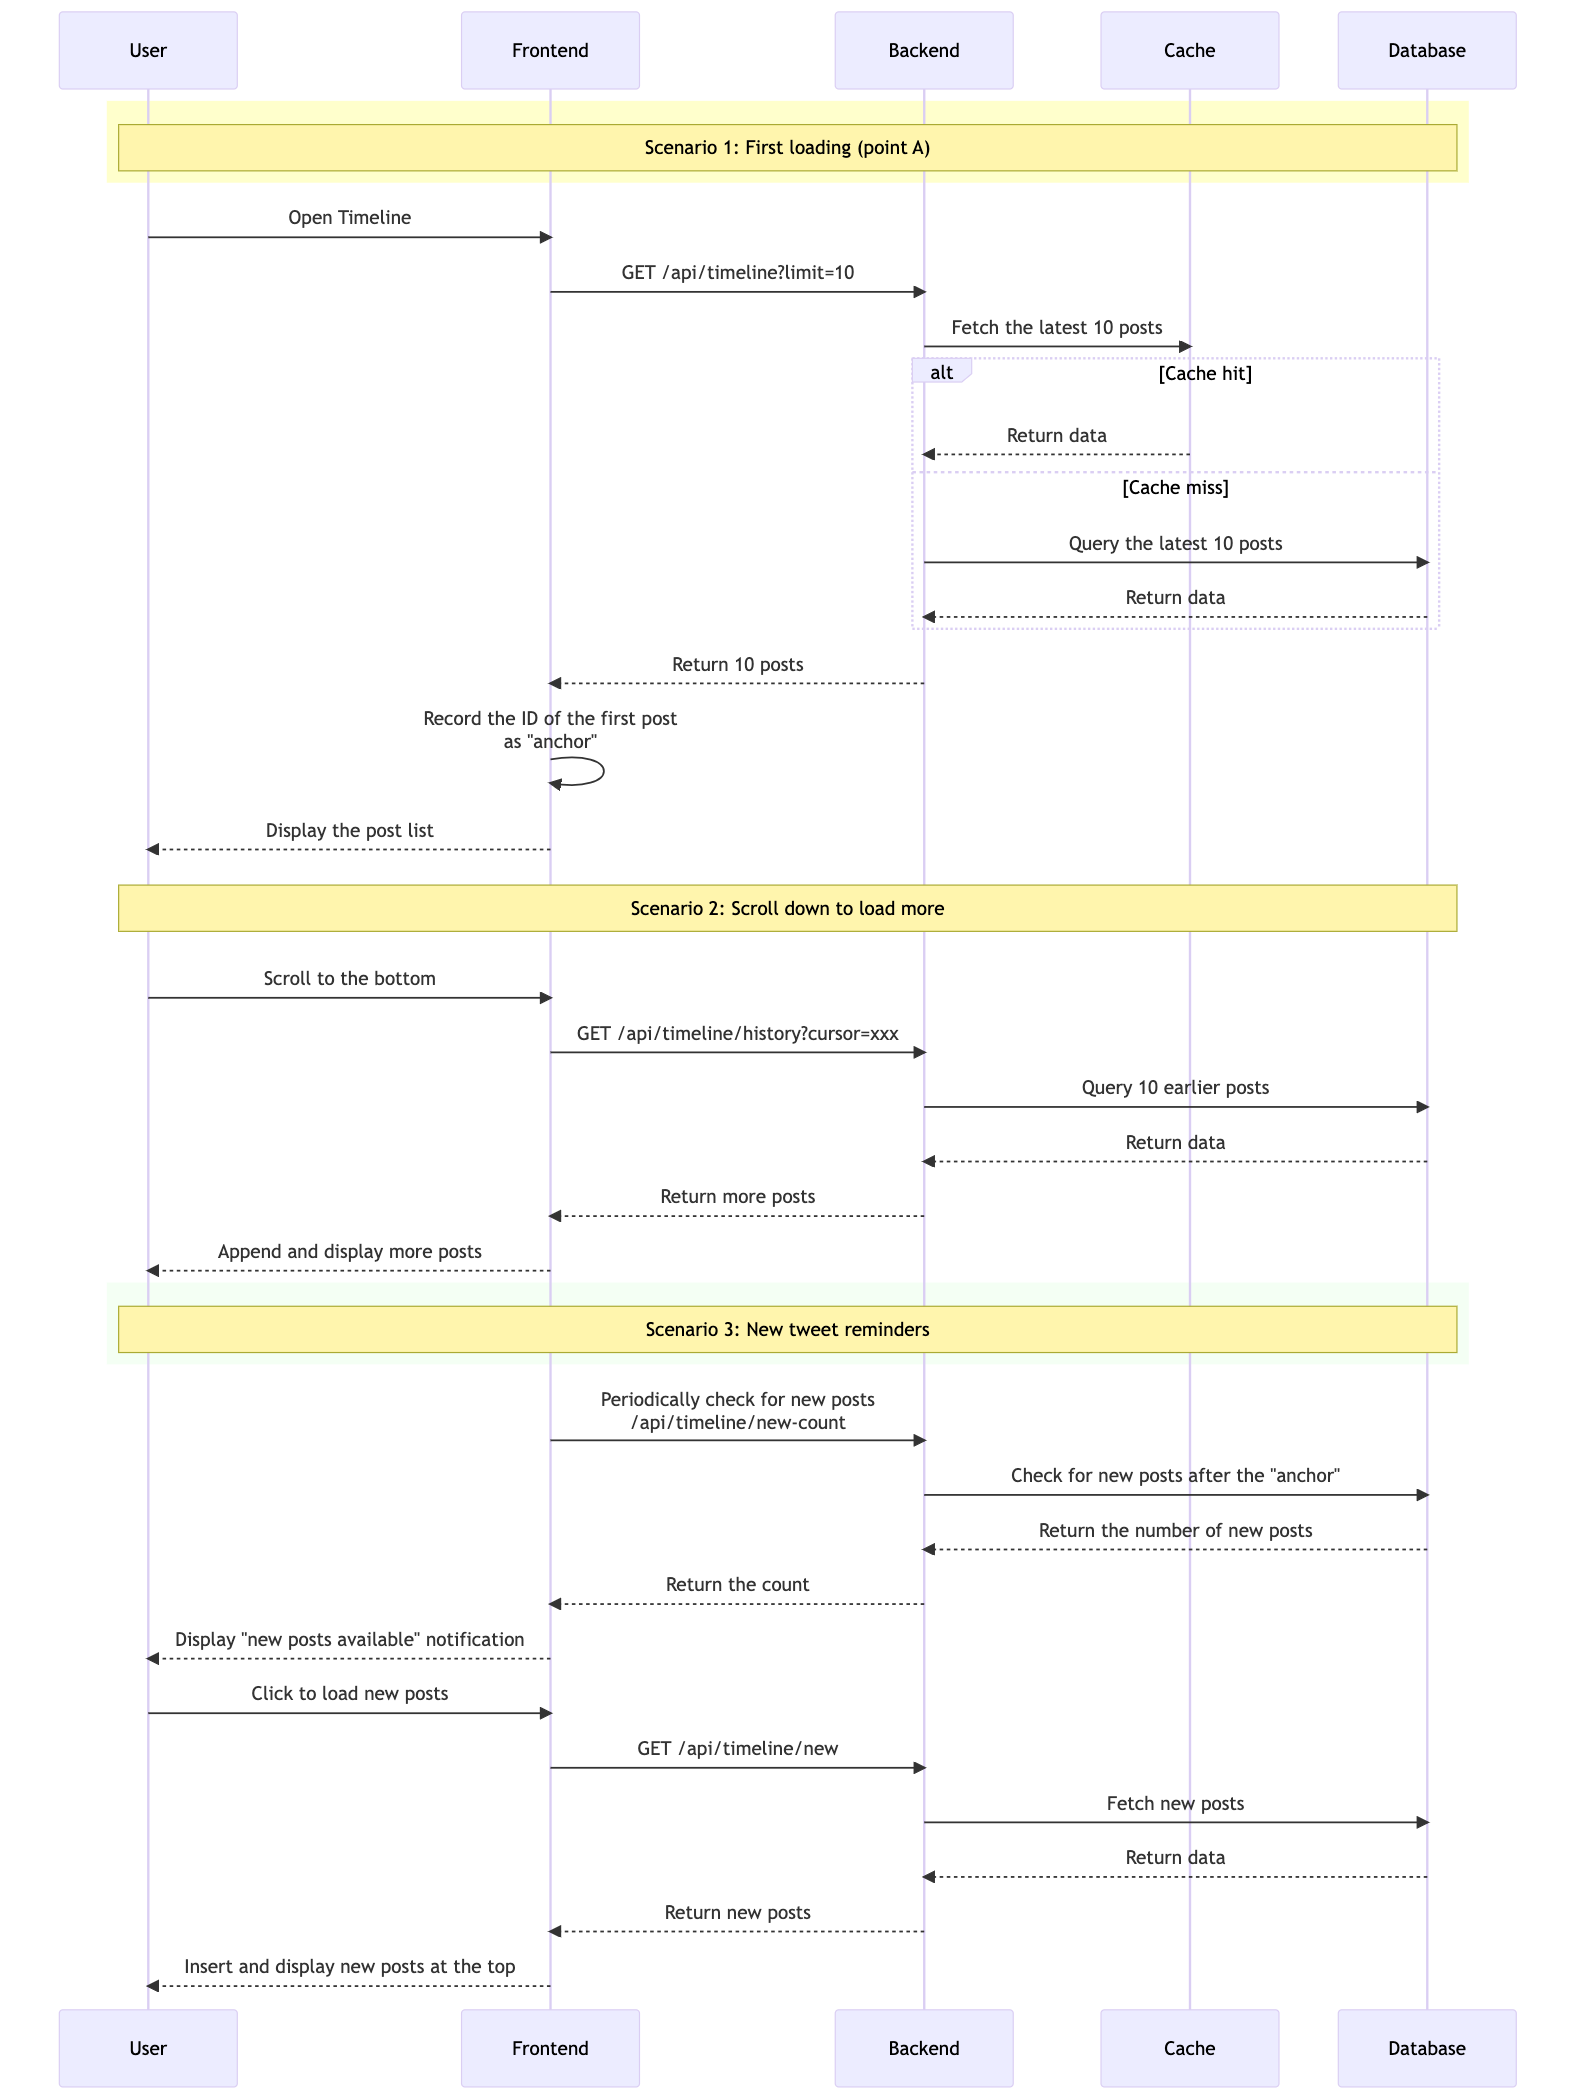 User
Frontend
Backend
Cache
Database
Scenario 1: First loading (point A)
Open Timeline
GET /api/timeline?limit=10
Fetch the latest 10 posts
alt
[Cache hit]
Return data
[Cache miss]
Query the latest 10 posts
Return data
Return 10 posts
Record the ID of the first post
as "anchor"
Display the post list
Scenario 2: Scroll down to load more
Scroll to the bottom
GET /api/timeline/history?cursor=xxx
Query 10 earlier posts
Return data
Return more posts
Append and display more posts
Scenario 3: New tweet reminders
Periodically check for new posts
/api/timeline/new-count
Check for new posts after the "anchor"
Return the number of new posts
Return the count
Display "new posts available" notification
Click to load new posts
GET /api/timeline/new
Fetch new posts
Return data
Return new posts
Insert and display new posts at the top
User
Frontend
Backend
Cache
Database